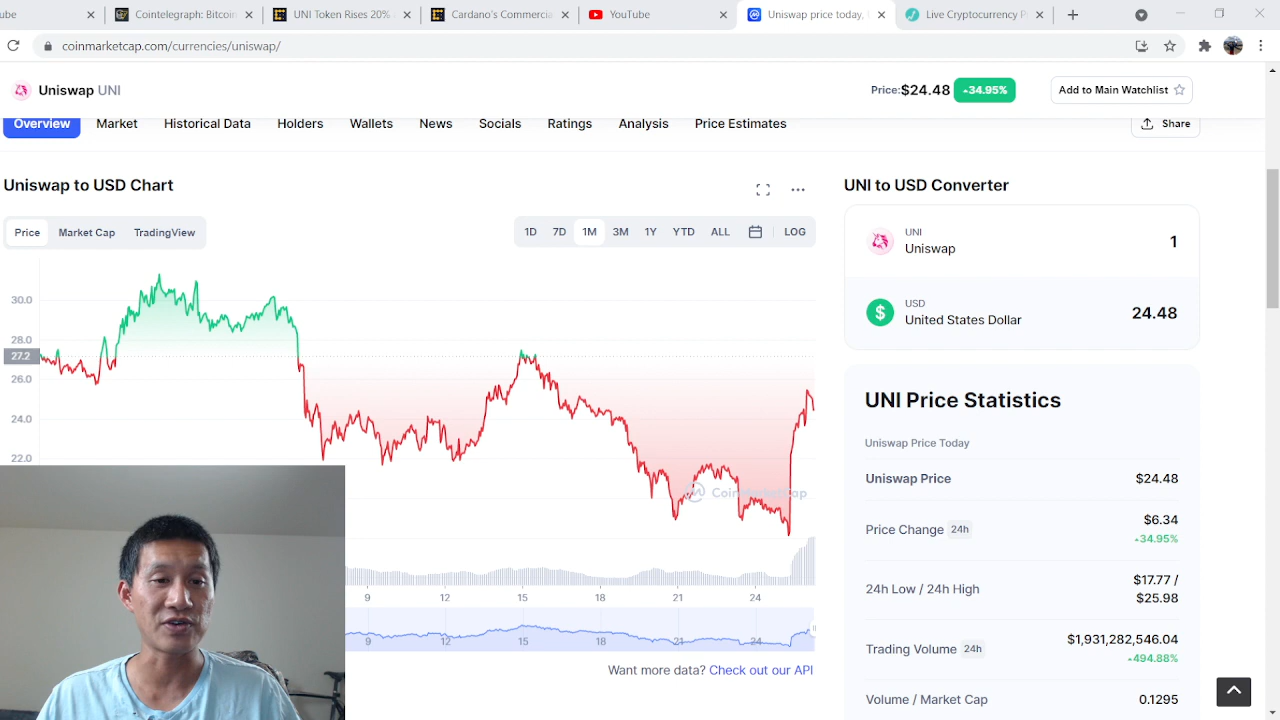 ube
Cointelegraph: Bitcoin
UNI Token Rises 20%
Cardano's Commercia
YouTube
Uniswap price today,
Live Cryptocurrency P
coinmarketcap.com/currencies/uniswap/
Uniswap UNI
Price:$24.48
34.95%
Add to Main Watchlist
Overview
Market
Historical Data
Holders
Wallets
News
Socials
Ratings
Analysis
Price Estimates
Share
Uniswap to USD Chart
Price
Market Cap
TradingView
1D
7D
1M
3M
1Y
YTD
ALL
LOG
30.0
28.0
27.2
26.0
24.0
22.0
9
12
15
18
21
24
9
12
15
18
21
24
Want more data? Check out our API
UNI to USD Converter
UNI
Uniswap
1
USD
United States Dollar
24.48
UNI Price Statistics
Uniswap Price Today
Uniswap Price
$24.48
Price Change 24h
$6.34
34.95%
24h Low / 24h High
$17.77 /
$25.98
Trading Volume 24h
$1,931,282,546.04
494.88%
Volume / Market Cap
0.1295